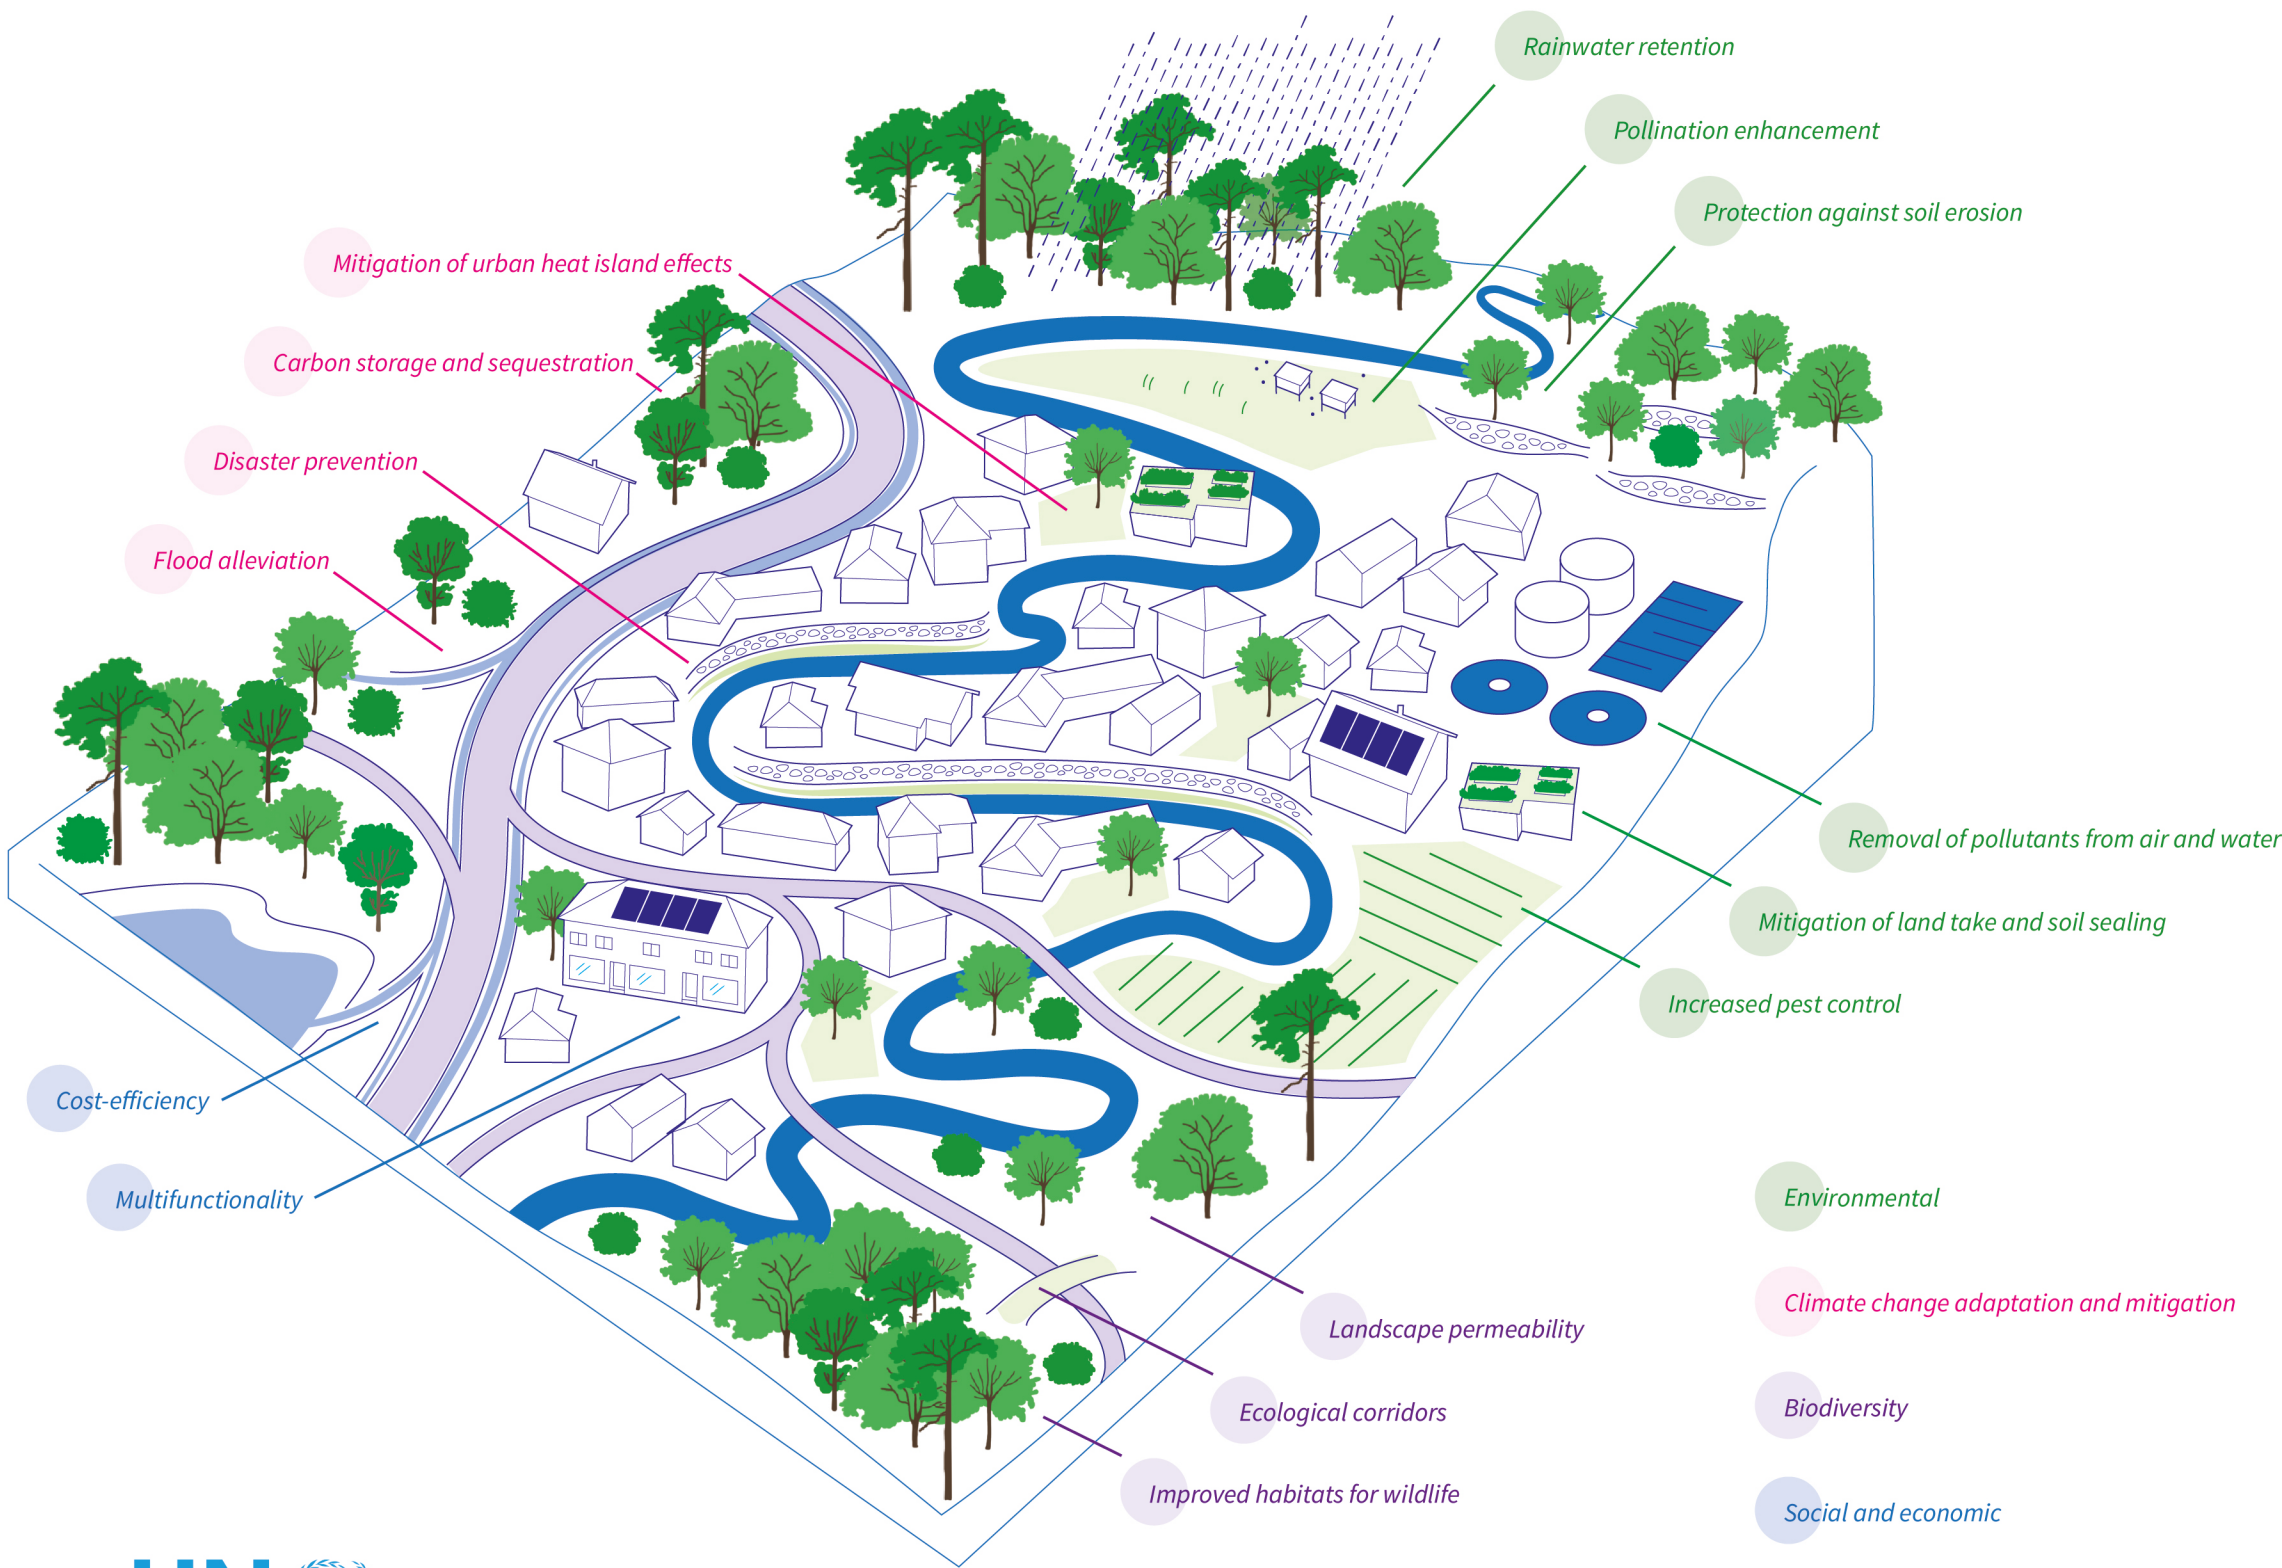 Rainwater retention
Pollination enhancement
Protection against soil erosion
Mitigation of urban heat island effects
Carbon storage and sequestration
Disaster prevention
Flood alleviation
Removal of pollutants from air and water
Mitigation of land take and soil sealing
Increased pest control
Cost-efficiency
Multifunctionality
Landscape permeability
Ecological corridors
Improved habitats for wildlife
Environmental
Climate change adaptation and mitigation
Biodiversity
Social and economic